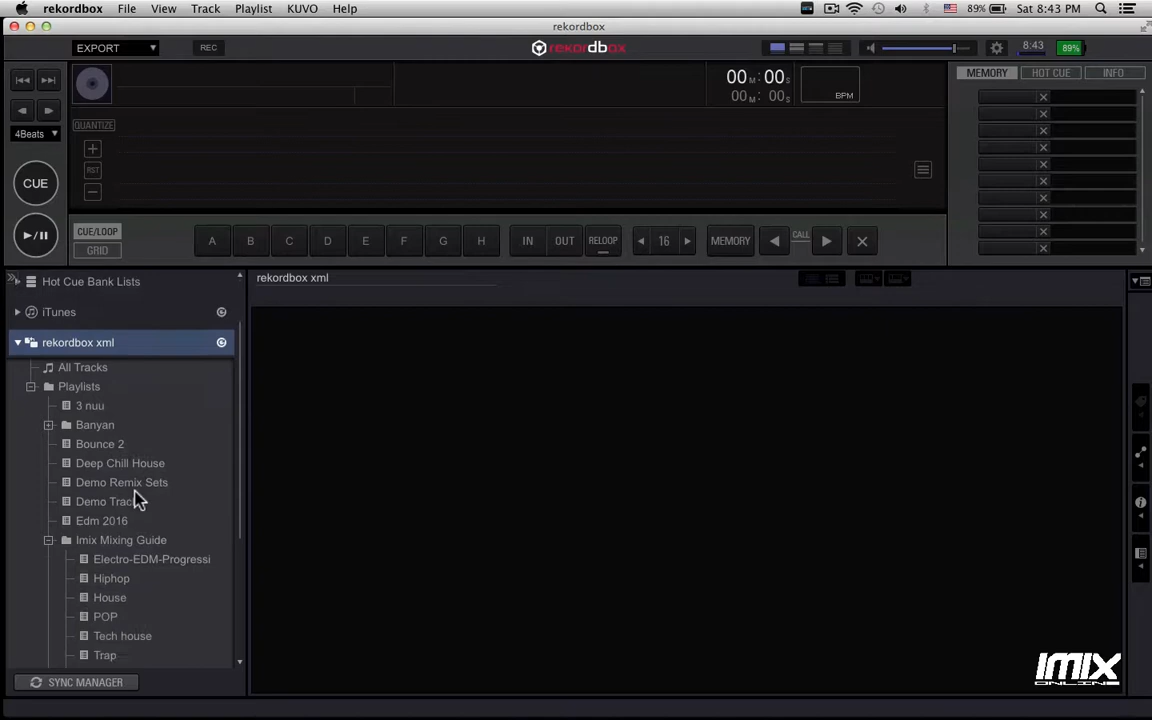 rekordbox File View Track Playlist KUVO Help 89% Sat 8:43 PM
rekordbox
EXPORT REC rekordbox 8:43 89%
00 M: 00 S
00 M: 00 S
BPM
MEMORY HOT CUE INFO
QUANTIZE
4Beats
RST
CUE
CUE/LOOP
GRID
A B C D E F G H IN OUT RELOOP 16 MEMORY CALL
Hot Cue Bank Lists
rekordbox xml
iTunes
rekordbox xml
All Tracks
Playlists
3 nuu
Banyan
Bounce 2
Deep Chill House
Demo Remix Sets
Demo Trac
Edm 2016
Imix Mixing Guide
Electro-EDM-Progressi
Hiphop
House
POP
Tech house
Trap
SYNC MANAGER
IMIX
ONLINE